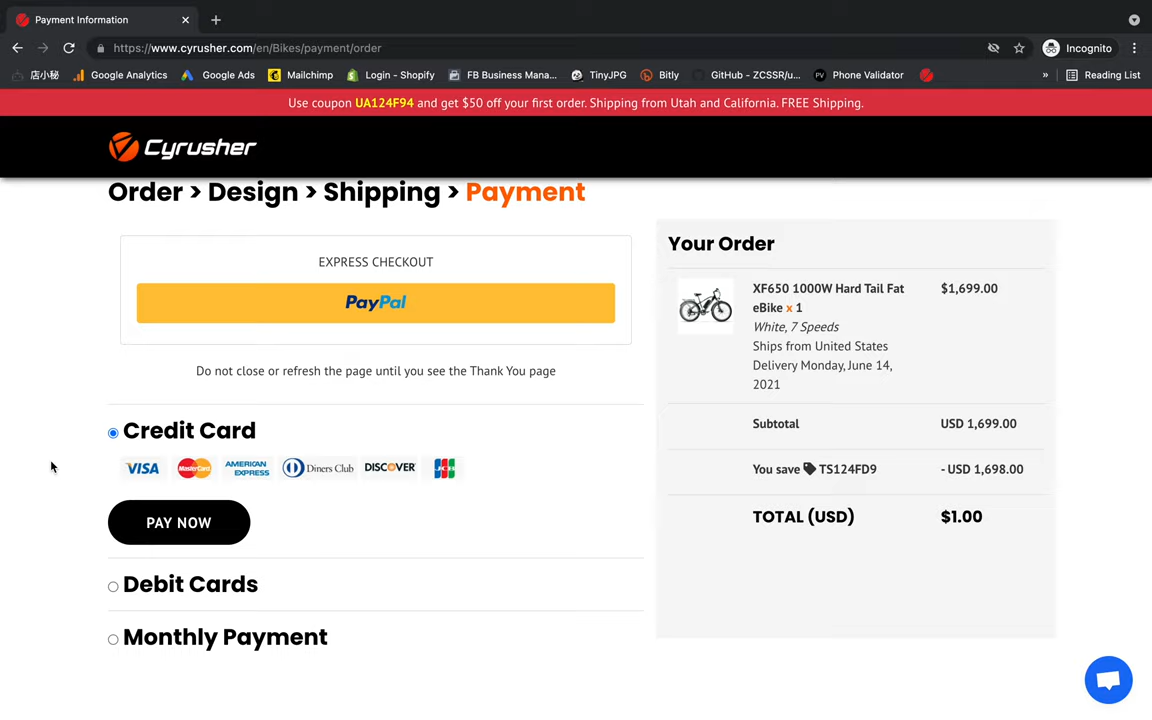 Payment Information
https://www.cyrusher.com/en/Bikes/payment/order
Incognito
店小秘
Google Analytics
Google Ads
Mailchimp
Login - Shopify
FB Business Mana...
TinyJPG
Bitly
GitHub - ZCSSR/u...
PV Phone Validator
»
Reading List
Use coupon UA124F94 and get $50 off your first order. Shipping from Utah and California. FREE Shipping.
Cyrusher
Order > Design > Shipping > Payment
EXPRESS CHECKOUT
PayPal
Do not close or refresh the page until you see the Thank You page
Credit Card
VISA MasterCard AMERICAN EXPRESS Diners Club DISCOVER JCB
PAY NOW
Debit Cards
Monthly Payment
Your Order
XF650 1000W Hard Tail Fat $1,699.00
eBike x 1
White, 7 Speeds
Ships from United States
Delivery Monday, June 14,
2021
Subtotal USD 1,699.00
You save TS124FD9 - USD 1,698.00
TOTAL (USD) $1.00